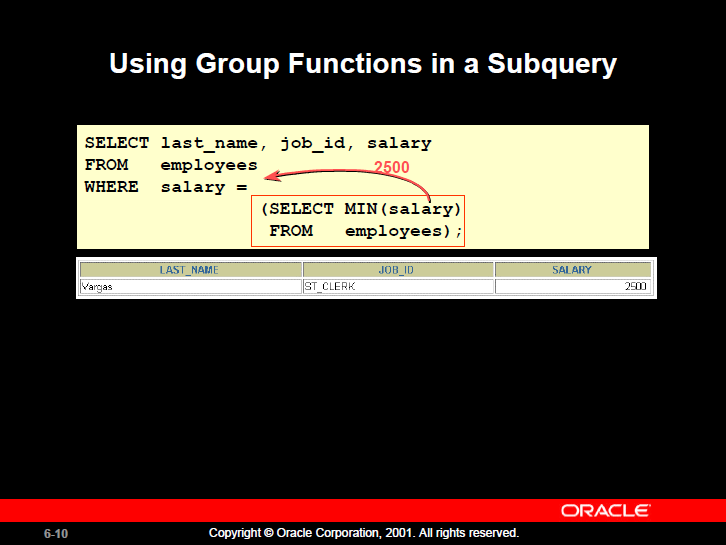 Using Group Functions in a Subquery
SELECT last_name, job_id, salary
FROM employees
2500
WHERE salary =
(SELECT MIN(salary)
FROM employees);
LAST_NAME JOB_ID SALARY
Vargas ST_CLERK 2500
ORACLE
6-10 Copyright © Oracle Corporation, 2001. All rights reserved.